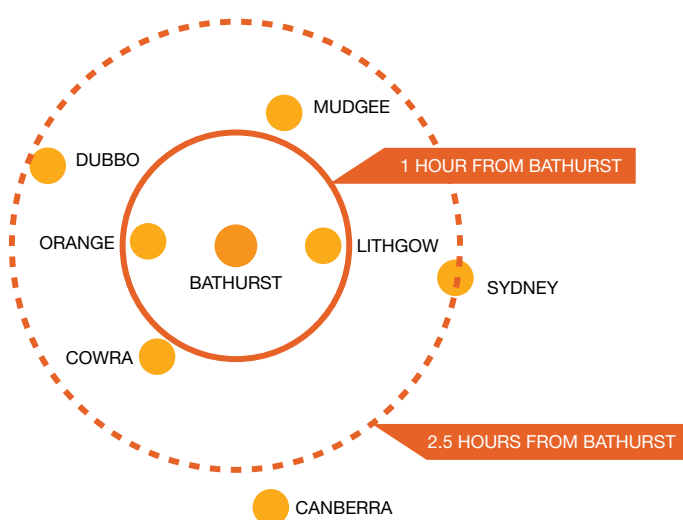 MUDGEE
DUBBO
1 HOUR FROM BATHURST
ORANGE
LITHGOW
BATHURST
SYDNEY
COWRA
2.5 HOURS FROM BATHURST
CANBERRA